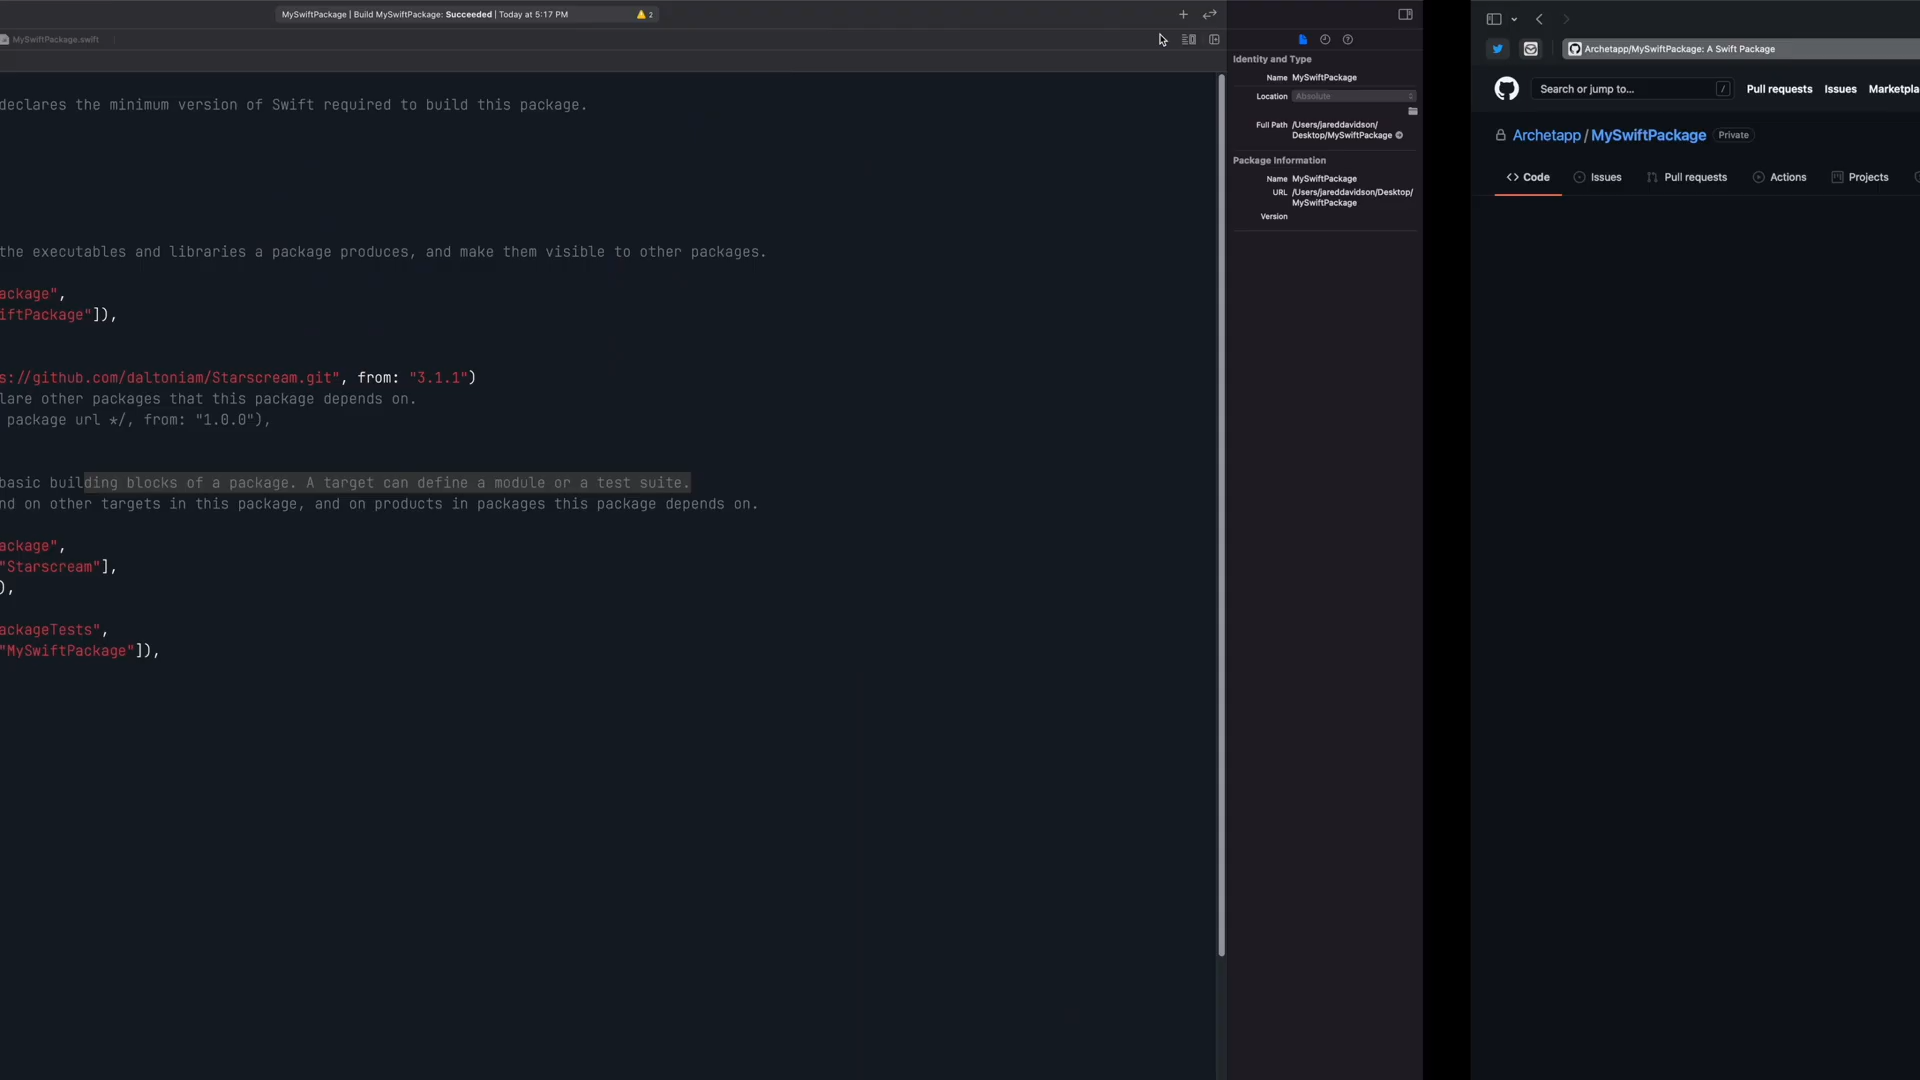 MySwiftPackage | Build MySwiftPackage: Succeeded | Today at 5:17 PM
2
MySwiftPackage.swift
declares the minimum version of Swift required to build this package.
the executables and libraries a package produces, and make them visible to other packages.
ackage",
iftPackage"]),
s://github.com/daltoniam/Starscream.git", from: "3.1.1")
lare other packages that this package depends on.
package url */, from: "1.0.0"),
basic building blocks of a package. A target can define a module or a test suite.
nd on other targets in this package, and on products in packages this package depends on.
ackage",
"Starscream"],
),
ackageTests",
"MySwiftPackage"]),
Identity and Type
Name MySwiftPackage
Location Absolute
Full Path /Users/jareddavidson/
Desktop/MySwiftPackage
Package Information
Name MySwiftPackage
URL /Users/jareddavidson/Desktop/
MySwiftPackage
Version
Archetapp/MySwiftPackage: A Swift Package
Search or jump to... /
Pull requests Issues Marketpla
Archetapp / MySwiftPackage Private
<> Code Issues Pull requests Actions Projects